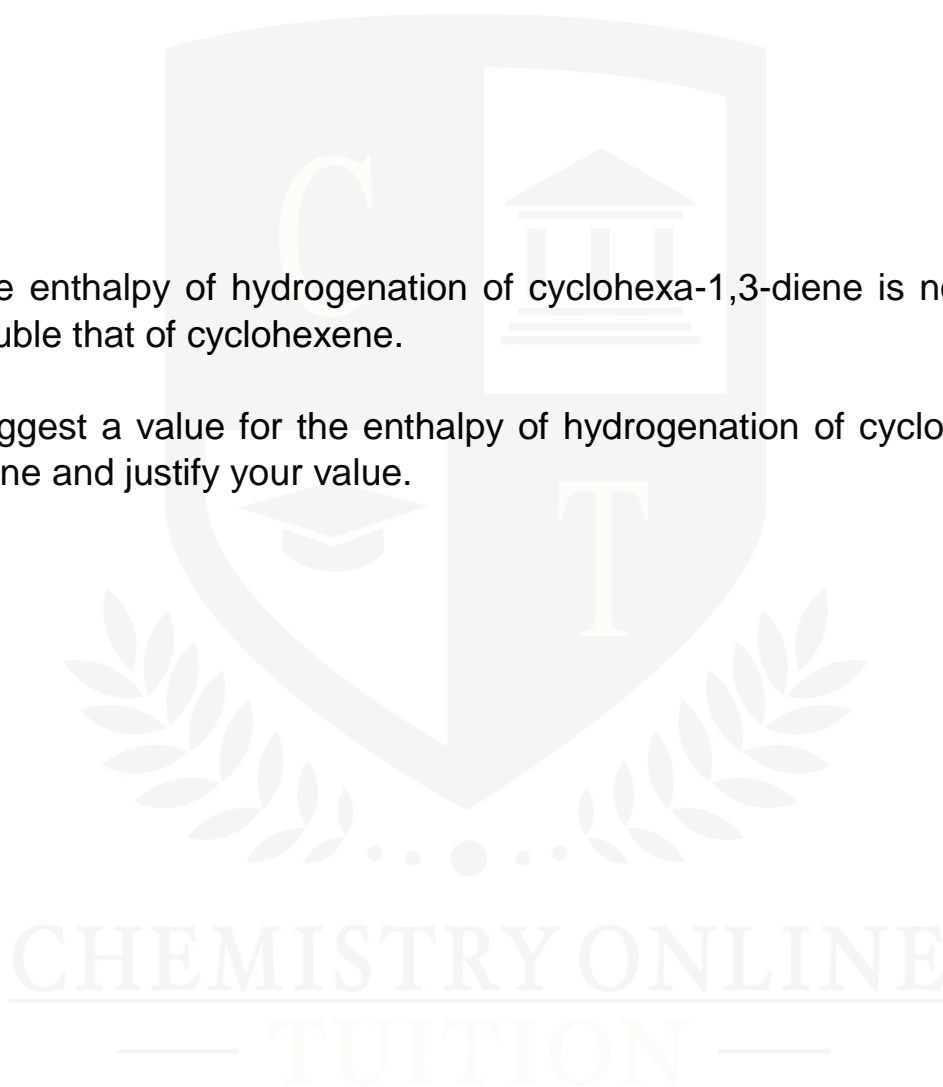 C
T
e enthalpy of hydrogenation of cyclohexa-1,3-diene is n
uble that of cyclohexene.
ggest a value for the enthalpy of hydrogenation of cyclo
ne and justify your value.
CHEMISTRY ONLINE
TUITION